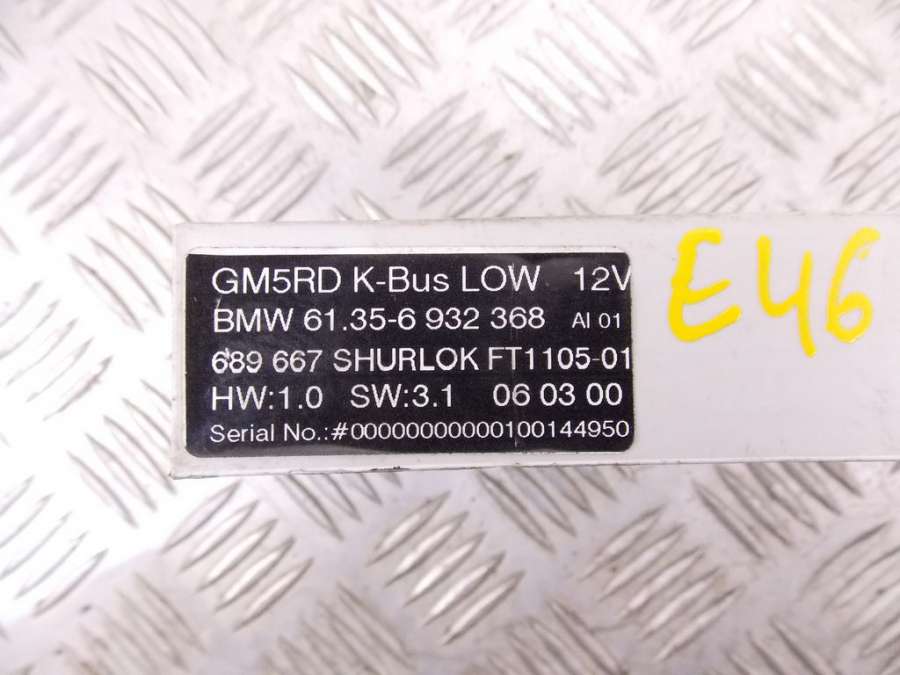 GM5RD K-Bus LOW 12V
BMW 61.35-6 932 368 AI 01
689 667 SHURLOK FT1105-01
HW:1.0 SW:3.1 06 03 00
Serial No.:#00000000000100144950
E46